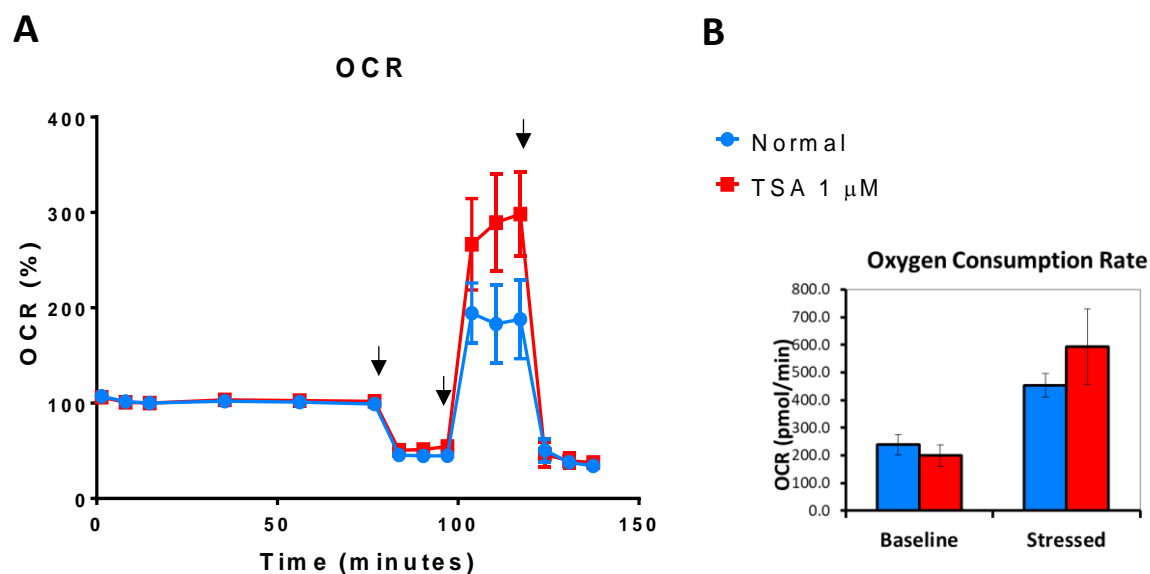 A
OCR
OCR (%)
400
300
200
100
0
0 50 100 150
Time (minutes)
B
Normal
TSA 1 μM
Oxygen Consumption Rate
OCR (pmol/min)
800.0
700.0
600.0
500.0
400.0
300.0
200.0
100.0
0.0
Baseline Stressed